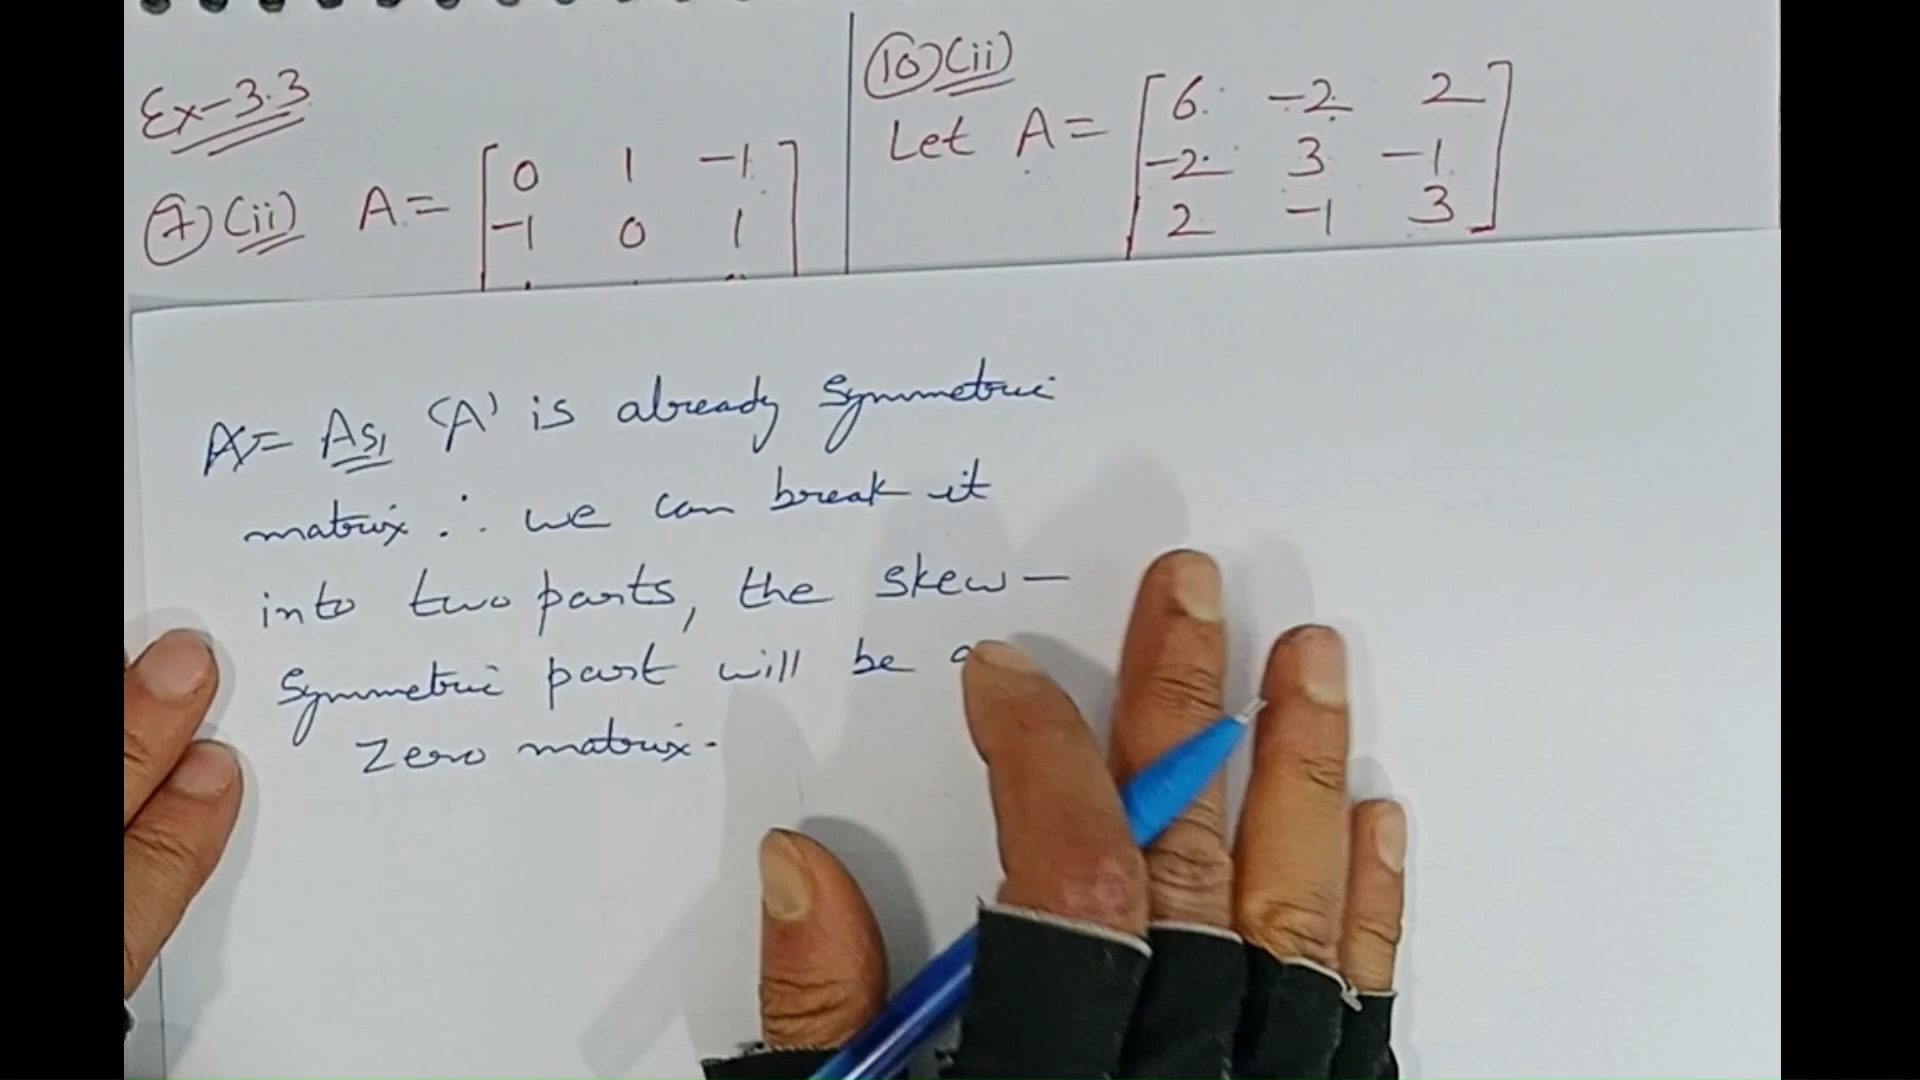 Ex-3.3
7 (ii) A = [ 0 1 -1
-1 0 1 ]
10 (ii)
Let A = [ 6 -2 2
-2 3 -1
2 -1 3 ]
A = As, 'A' is already symmetric
matrix ∴ we can break it
into two parts, the skew-
symmetric part will be a
zero matrix.